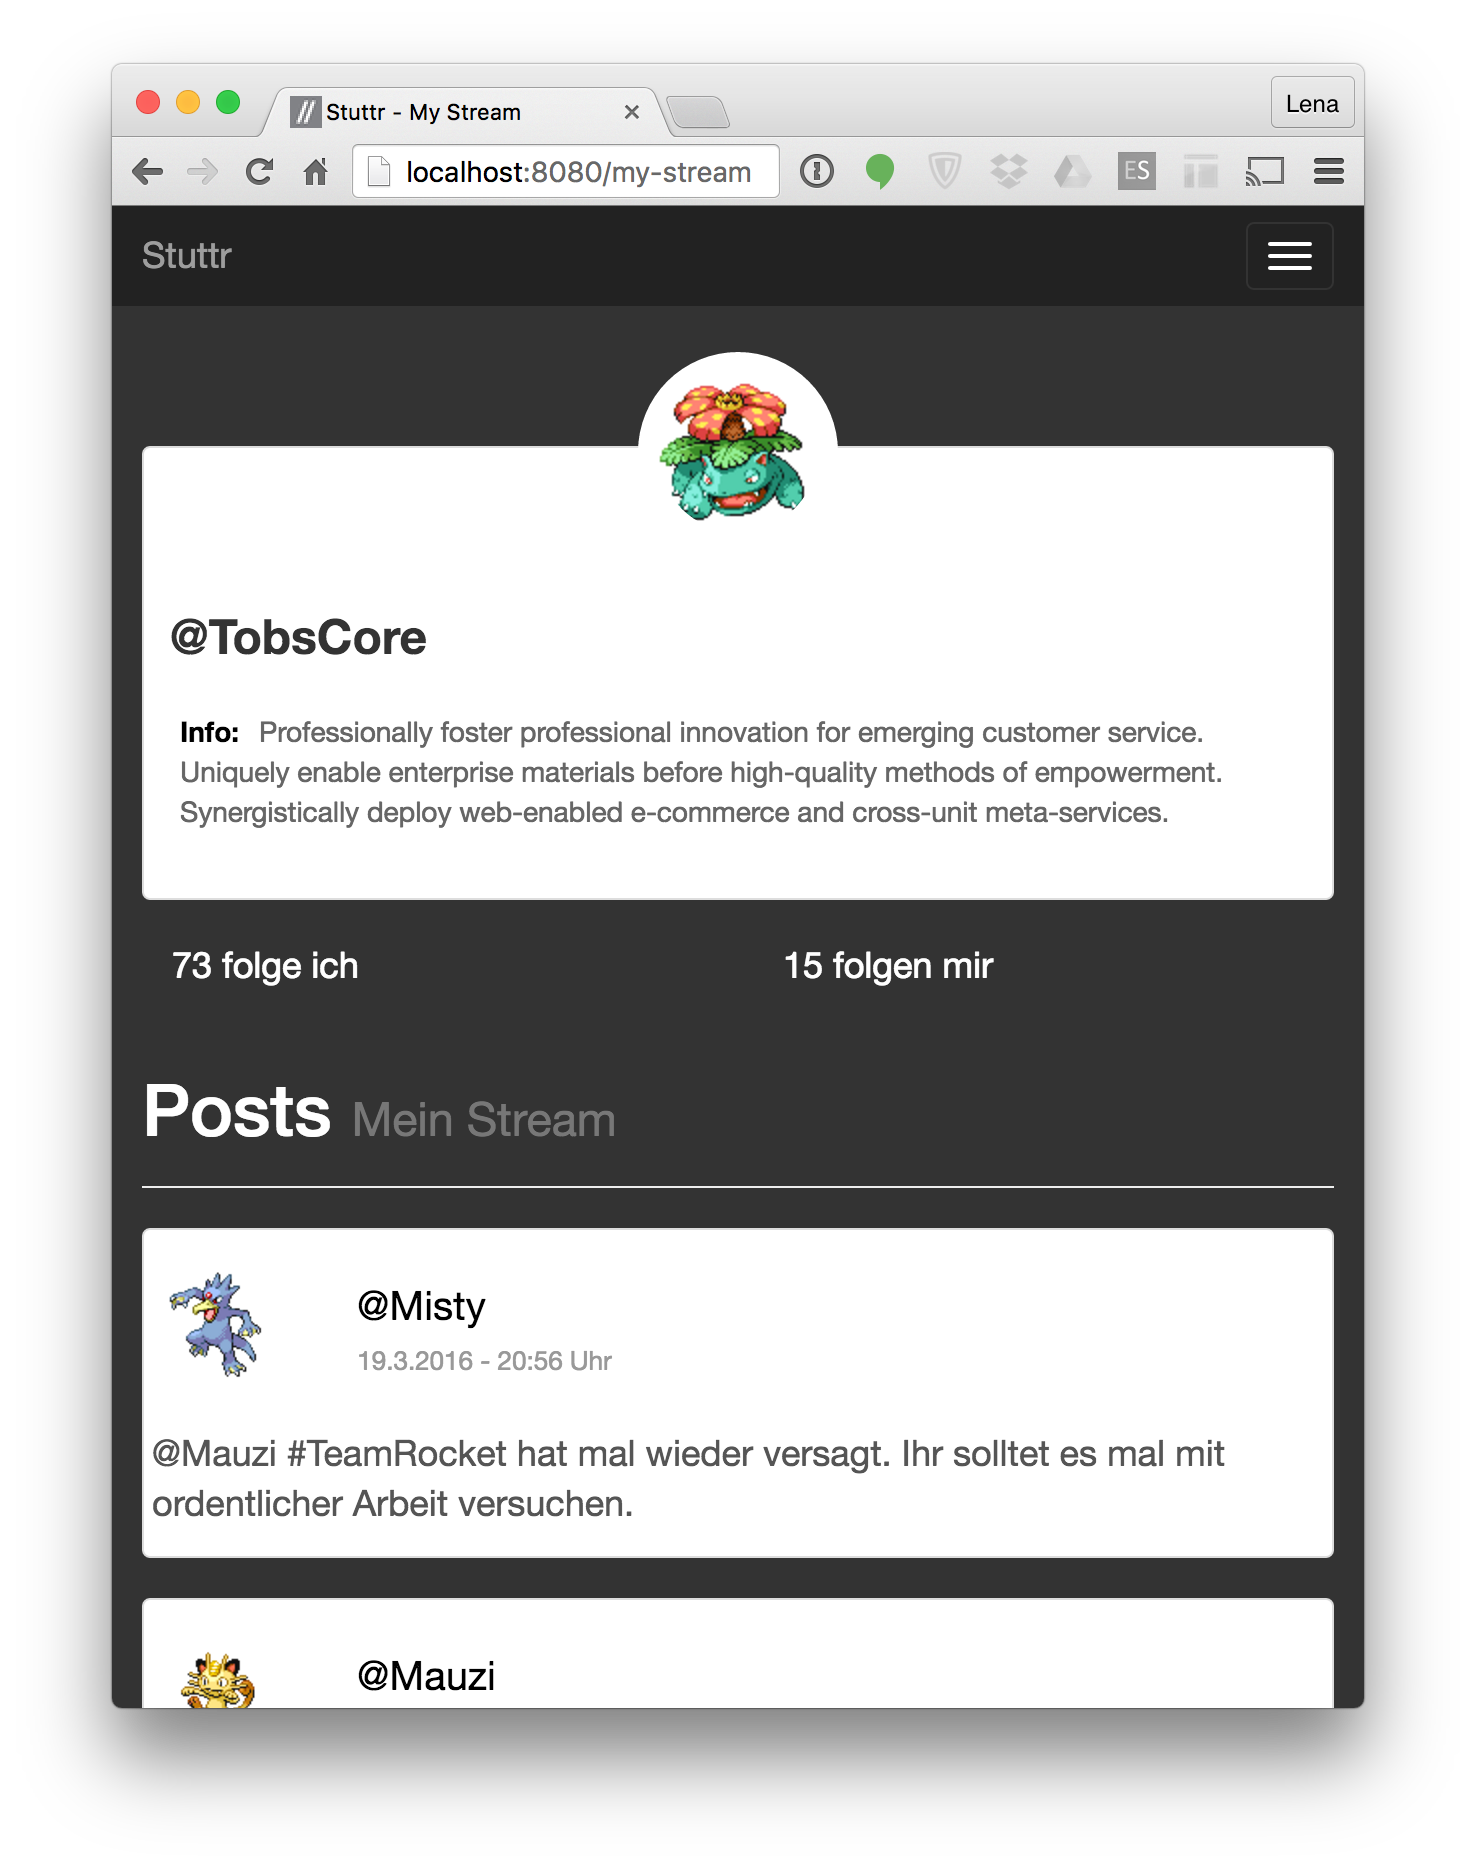 Stuttr - My Stream
Lena
localhost:8080/my-stream
ES
Stuttr
@TobsCore
Info: Professionally foster professional innovation for emerging customer service.
Uniquely enable enterprise materials before high-quality methods of empowerment.
Synergistically deploy web-enabled e-commerce and cross-unit meta-services.
73 folge ich
15 folgen mir
Posts Mein Stream
@Misty
19.3.2016 - 20:56 Uhr
@Mauzi #TeamRocket hat mal wieder versagt. Ihr solltet es mal mit
ordentlicher Arbeit versuchen.
@Mauzi